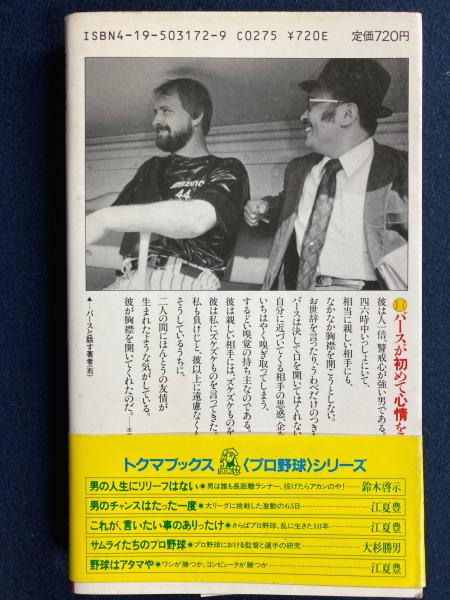 ISBN4-19-503172-9 C0275 ¥720E 定価720円
MIZUNO
44
バースが初めて心情を
彼は人一倍、警戒心が強い男である。
四六時中いっしょにいて、
相当に親しい相手にも、
なかなか胸襟を開こうとしない。
お世辞を言ったり、うわべだけのつきあ
バースは決して口を開いてはくれない
自分に近づいてくる相手の思惑、企み
いちはやく嗅ぎ取ってしまう、
するどい嗅覚の持ち主なのである。
彼は親しい相手には、ズケズケものを
彼は私にズケズケものを言ってきた。
私も負けじと、彼以上に遠慮なくも
そうしているうちに、
二人の間にほんとうの友情が
生まれたような気がしている。
彼が胸襟を開いてくれたのだ。
▲―バースと話す著者(右)
トクマブックス〈プロ野球〉シリーズ
男の人生にリリーフはない●男は誰も長距離ランナー、投げたらアカンのや!――鈴木啓示
男のチャンスはたった一度●大リーグに挑戦した激動の65日――江夏豊
これが、言いたい事のありったけ●さらばプロ野球、乱に生きた18年――江夏豊
サムライたちのプロ野球●プロ野球における監督と選手の研究――大杉勝男
野球はアタマや●ワシが勝つか、コンピュータが勝つか――江夏豊